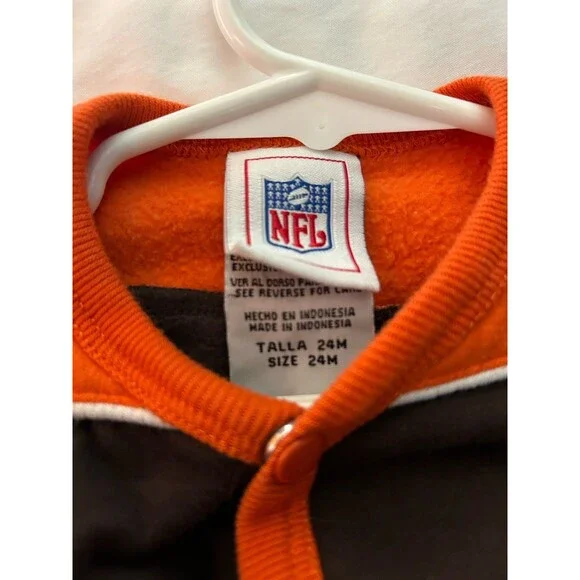 NFL
EXCLUSI
VER AL DORSO PA
SEE REVERSE FOR CARE
HECHO EN INDONESIA
MADE IN INDONESIA
TALLA 24M
SIZE 24M